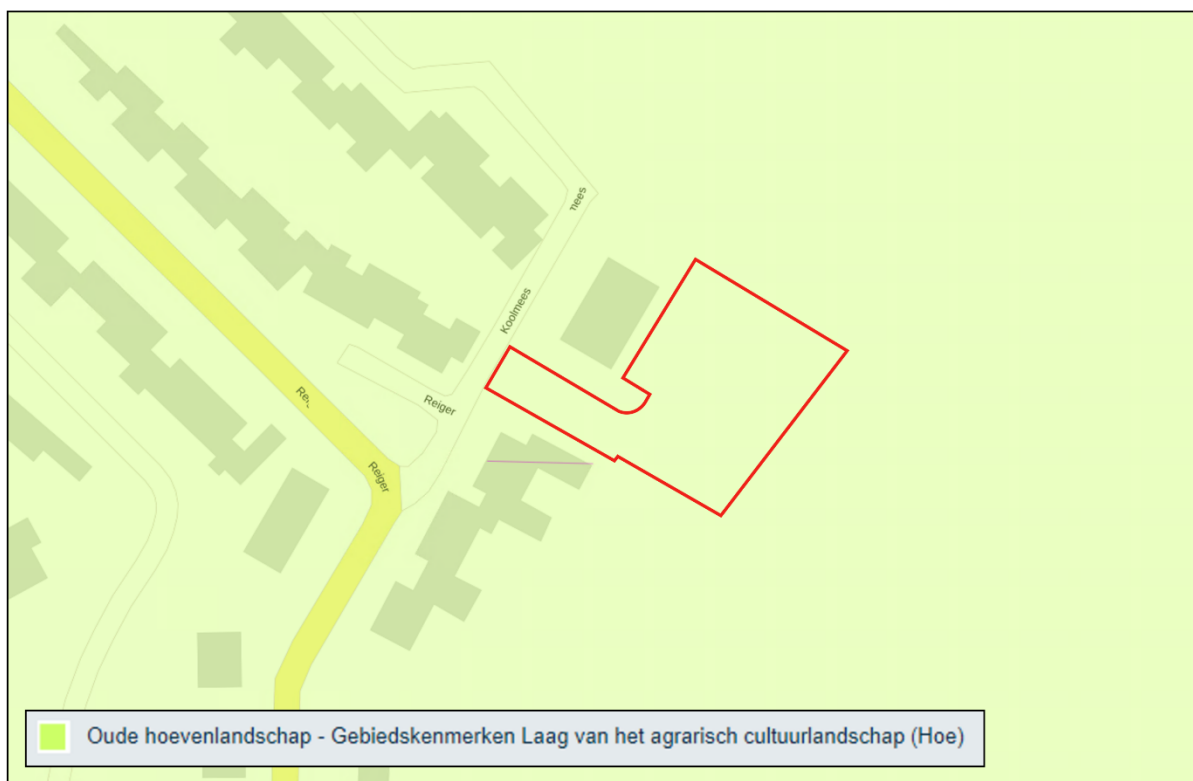 Koolmees
Reiger
Reiger
Oude hoevenlandschap - Gebiedskenmerken Laag van het agrarisch cultuurlandschap (Hoe)